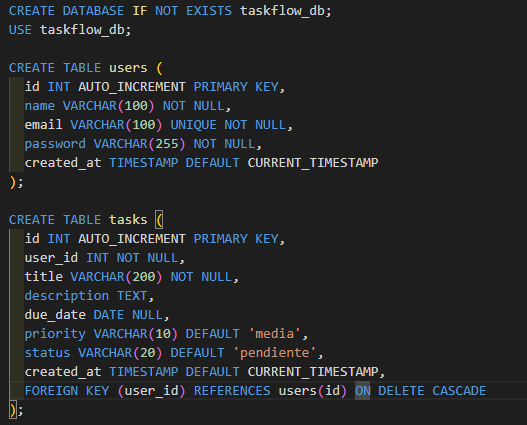 CREATE DATABASE IF NOT EXISTS taskflow_db;
USE taskflow_db;

CREATE TABLE users (
  id INT AUTO_INCREMENT PRIMARY KEY,
  name VARCHAR(100) NOT NULL,
  email VARCHAR(100) UNIQUE NOT NULL,
  password VARCHAR(255) NOT NULL,
  created_at TIMESTAMP DEFAULT CURRENT_TIMESTAMP
);

CREATE TABLE tasks (
  id INT AUTO_INCREMENT PRIMARY KEY,
  user_id INT NOT NULL,
  title VARCHAR(200) NOT NULL,
  description TEXT,
  due_date DATE NULL,
  priority VARCHAR(10) DEFAULT 'media',
  status VARCHAR(20) DEFAULT 'pendiente',
  created_at TIMESTAMP DEFAULT CURRENT_TIMESTAMP,
  FOREIGN KEY (user_id) REFERENCES users(id) ON DELETE CASCADE
);